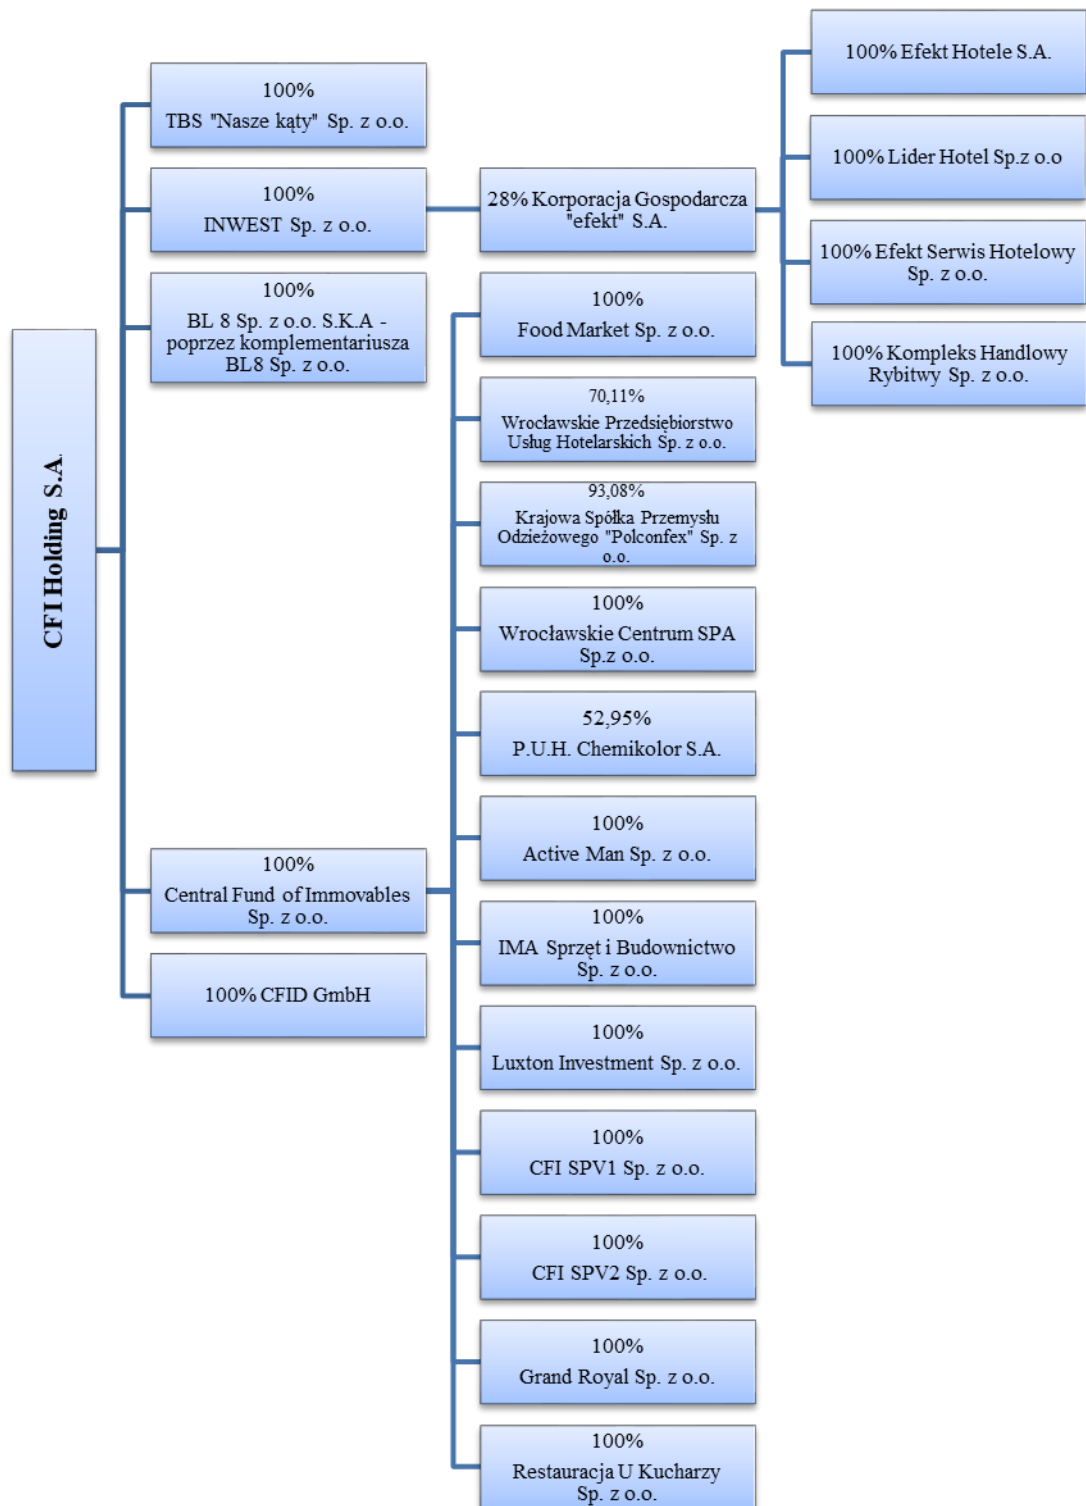 CFI Holding S.A.
100%
TBS "Nasze kąty" Sp. z o.o.
100%
INWEST Sp. z o.o.
100%
BL 8 Sp. z o.o. S.K.A -
poprzez komplementariusza
BL8 Sp. z o.o.
100%
Central Fund of Immovables
Sp. z o.o.
100% CFID GmbH
28% Korporacja Gospodarcza
"efekt" S.A.
100%
Food Market Sp. z o.o.
70,11%
Wrocławskie Przedsiębiorstwo
Usług Hotelarskich Sp. z o.o.
93,08%
Krajowa Spółka Przemysłu
Odzieżowego "Polconfex" Sp. z
o.o.
100%
Wrocławskie Centrum SPA
Sp.z o.o.
52,95%
P.U.H. Chemikolor S.A.
100%
Active Man Sp. z o.o.
100%
IMA Sprzęt i Budownictwo
Sp. z o.o.
100%
Luxton Investment Sp. z o.o.
100%
CFI SPV1 Sp. z o.o.
100%
CFI SPV2 Sp. z o.o.
100%
Grand Royal Sp. z o.o.
100%
Restauracja U Kucharzy
Sp. z o.o.
100% Efekt Hotele S.A.
100% Lider Hotel Sp.z o.o
100% Efekt Serwis Hotelowy
Sp. z o.o.
100% Kompleks Handlowy
Rybitwy Sp. z o.o.